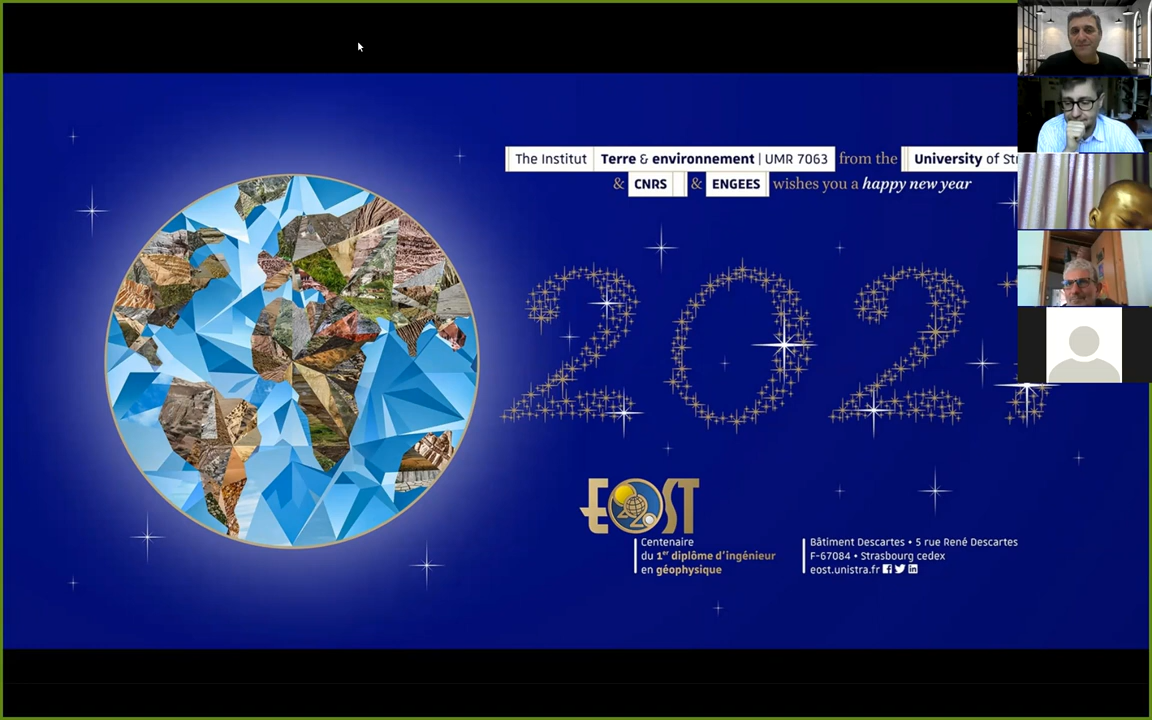 The Institut Terre & environnement | UMR 7063 from the University of
& CNRS & ENGEES wishes you a happy new year
202
EOST
Centenaire
du 1er diplôme d'ingénieur
en géophysique
Bâtiment Descartes • 5 rue René Descartes
F-67084 • Strasbourg cedex
eost.unistra.fr